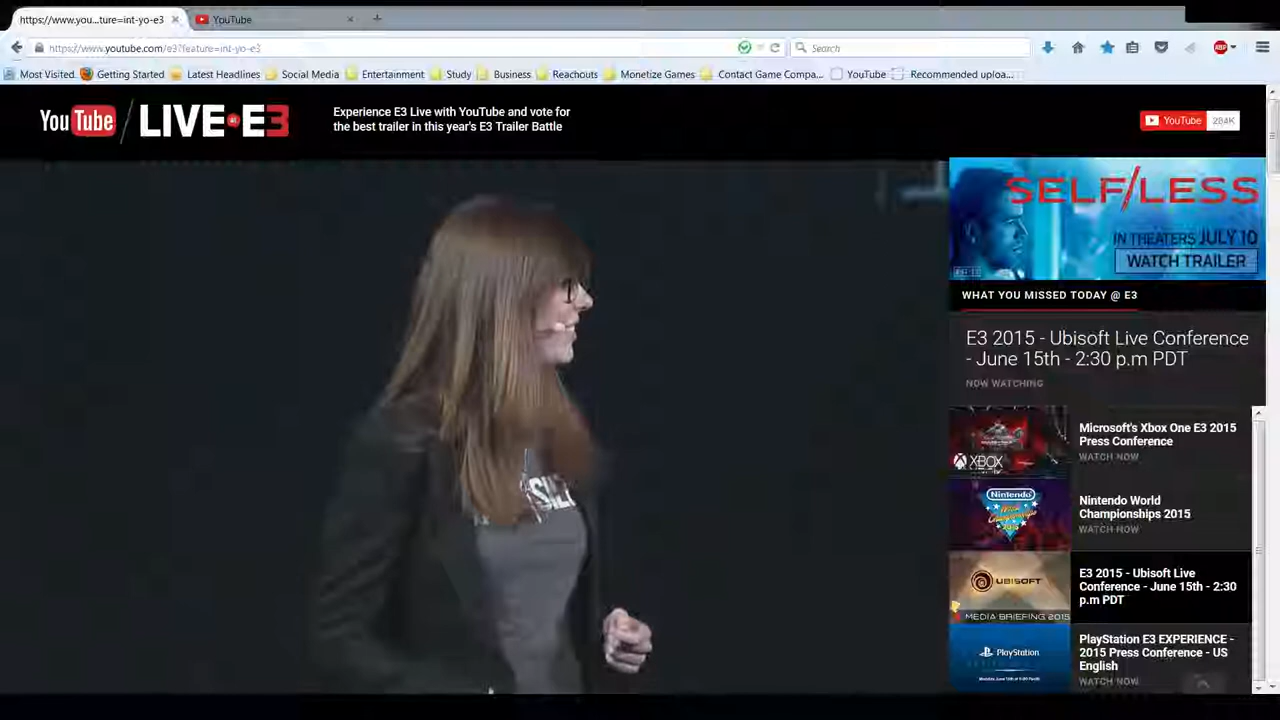 https://www.you...ture=int-yo-e3
YouTube
https://www.youtube.com/e3?feature=int-yo-e3
Search
ABP
Most Visited
Getting Started
Latest Headlines
Social Media
Entertainment
Study
Business
Reachouts
Monetize Games
Contact Game Compa...
YouTube
Recommended uploa...
YouTube / LIVE at E3
Experience E3 Live with YouTube and vote for
the best trailer in this year's E3 Trailer Battle
YouTube 284K
SELF/LESS
IN THEATERS JULY 10
WATCH TRAILER
WHAT YOU MISSED TODAY @ E3
E3 2015 - Ubisoft Live Conference
- June 15th - 2:30 p.m PDT
NOW WATCHING
XBOX
Microsoft's Xbox One E3 2015
Press Conference
WATCH NOW
Nintendo
World
Championships
2015
Nintendo World
Championships 2015
WATCH NOW
UBISOFT
MEDIA BRIEFING 2015
E3 2015 - Ubisoft Live
Conference - June 15th - 2:30
p.m PDT
PlayStation
PlayStation E3 EXPERIENCE -
2015 Press Conference - US
English
WATCH NOW